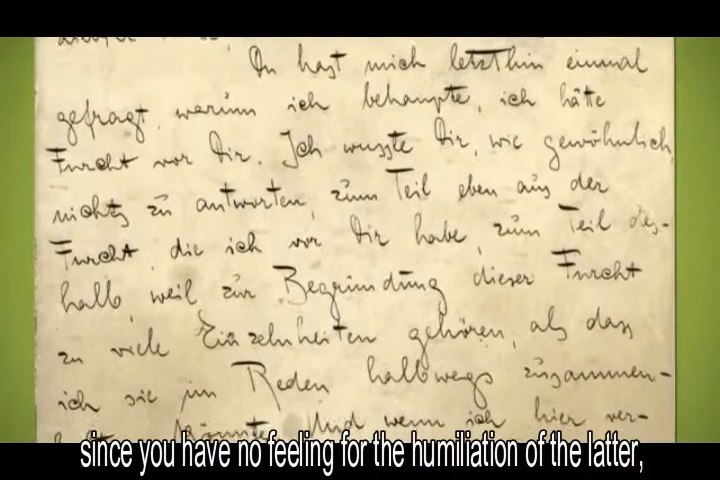 Du hast mich letzthin einmal
gefragt, warum ich behaupte, ich hätte
Furcht vor Dir. Ich wusste Dir, wie gewöhnlich,
nichts zu antworten, zum Teil eben aus der
Furcht, die ich vor Dir habe, zum Teil des-
halb, weil zur Begründung dieser Furcht
zu viele Einzelnheiten gehören, als dass
ich sie im Reden halbwegs zusammen-
könnte. Und wenn ich hier ver-
since you have no feeling for the humiliation of the latter,